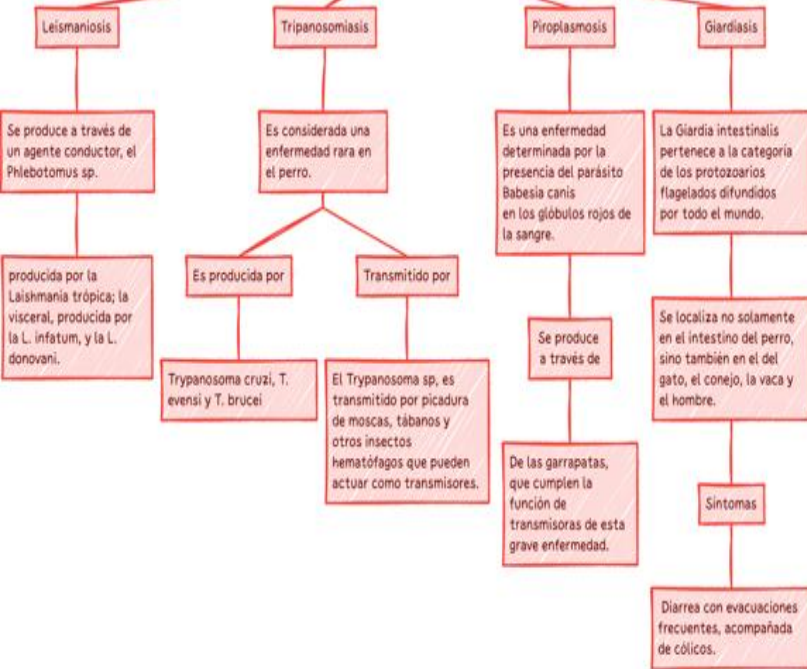 Leismaniosis
Se produce a través de
un agente conductor, el
Phlebotomus sp.
producida por la
Laishmania trópica; la
visceral, producida por
la L. infatum, y la L.
donovani.
Tripanosomiasis
Es considerada una
enfermedad rara en
el perro.
Es producida por
Trypanosoma cruzi, T.
evensi y T. brucei
Transmitido por
El Trypanosoma sp, es
transmitido por picadura
de moscas, tábanos y
otros insectos
hematófagos que pueden
actuar como transmisores.
Piroplasmosis
Es una enfermedad
determinada por la
presencia del parásito
Babesia canis
en los glóbulos rojos de
la sangre.
Se produce
a través de
De las garrapatas,
que cumplen la
función de
transmisoras de esta
grave enfermedad.
Giardiasis
La Giardia intestinalis
pertenece a la categoría
de los protozoarios
flagelados difundidos
por todo el mundo.
Se localiza no solamente
en el intestino del perro,
sino también en el del
gato, el conejo, la vaca y
el hombre.
Síntomas
Diarrea con evacuaciones
frecuentes, acompañada
de cólicos.